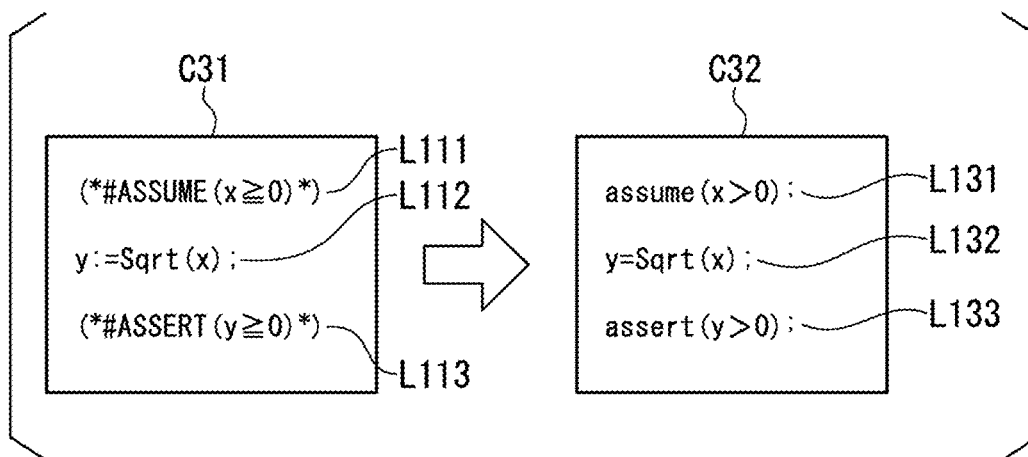 C31
C32
(*#ASSUME(x≧0)*)
L111
y:=Sqrt(x);
L112
(*#ASSERT(y≧0)*)
L113
assume(x>0);
L131
y=Sqrt(x);
L132
assert(y>0);
L133